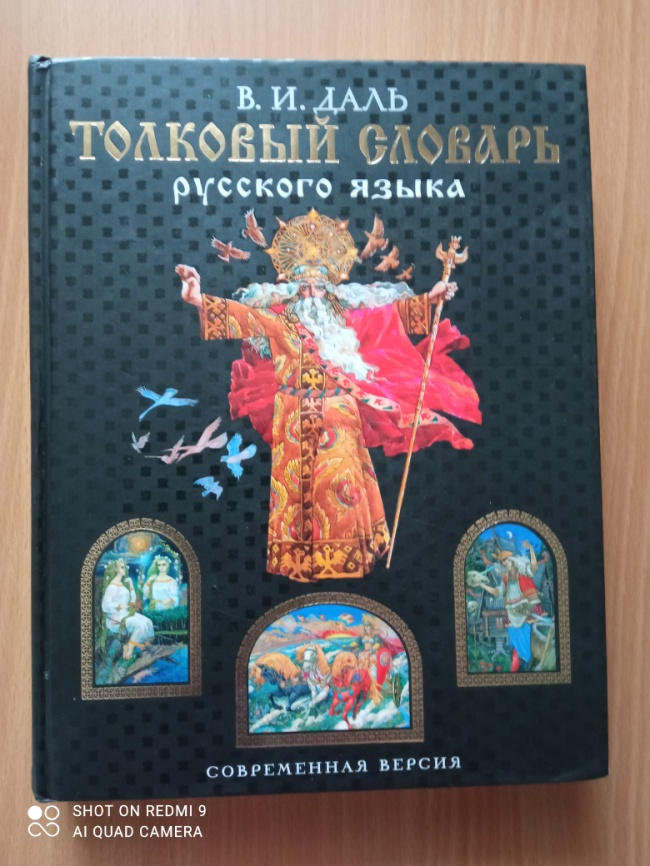 В. И. ДАЛЬ
ТОЛКОВЫЙ СЛОВАРЬ
РУССКОГО ЯЗЫКА
СОВРЕМЕННАЯ ВЕРСИЯ
SHOT ON REDMI 9
AI QUAD CAMERA